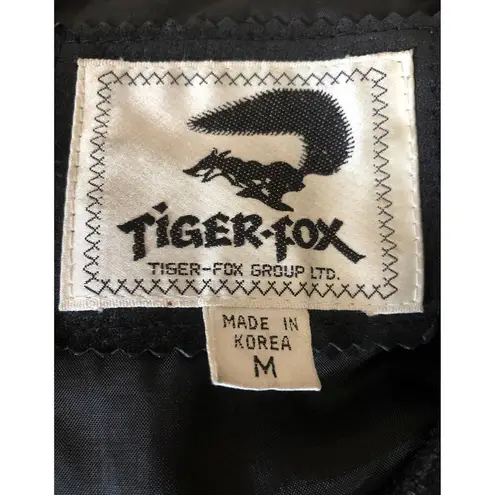 TiGER-FOX
TIGER-FOX GROUP LTD.
MADE IN
KOREA
M